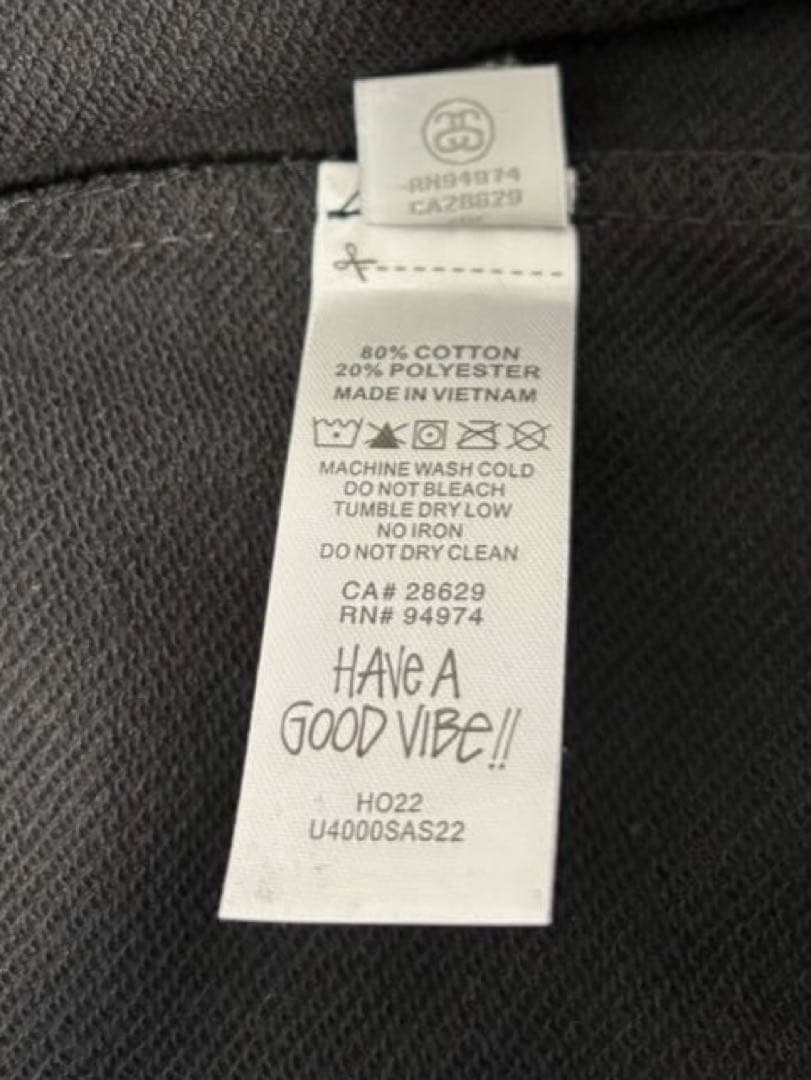 RN94974
CA28629
80% COTTON
20% POLYESTER
MADE IN VIETNAM
MACHINE WASH COLD
DO NOT BLEACH
TUMBLE DRY LOW
NO IRON
DO NOT DRY CLEAN
CA# 28629
RN# 94974
HAVe A
GOOD VIBe!!
HO22
U4000SAS22